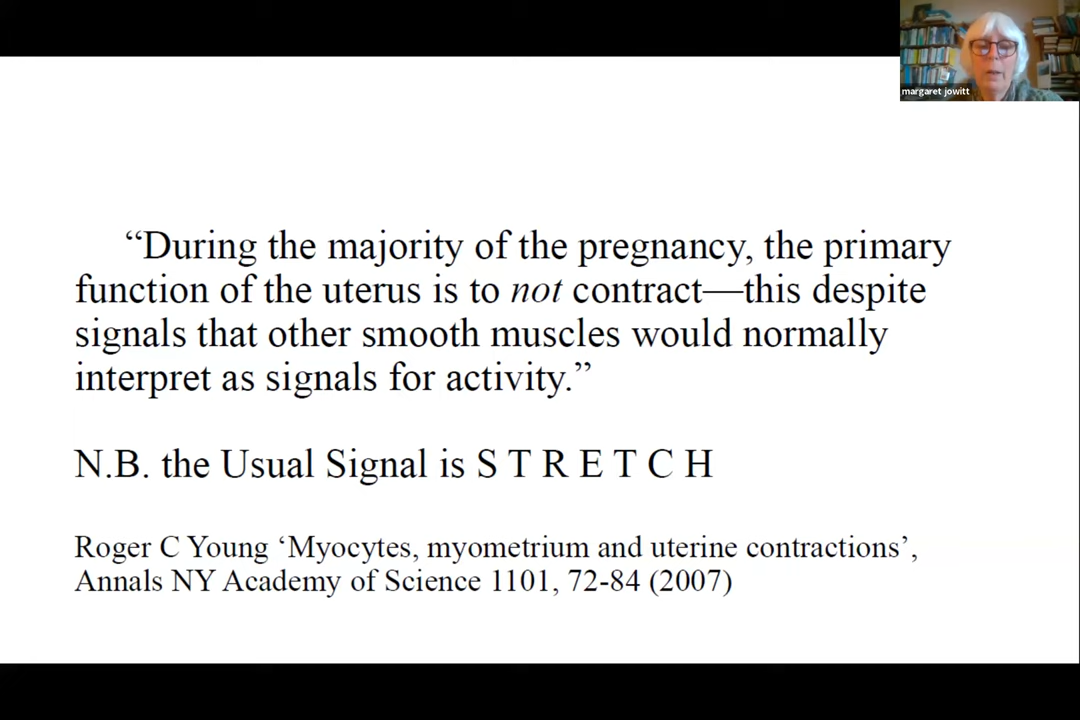 margaret jowitt
“During the majority of the pregnancy, the primary
function of the uterus is to not contract—this despite
signals that other smooth muscles would normally
interpret as signals for activity.”
N.B. the Usual Signal is S T R E T C H
Roger C Young ‘Myocytes, myometrium and uterine contractions’,
Annals NY Academy of Science 1101, 72-84 (2007)